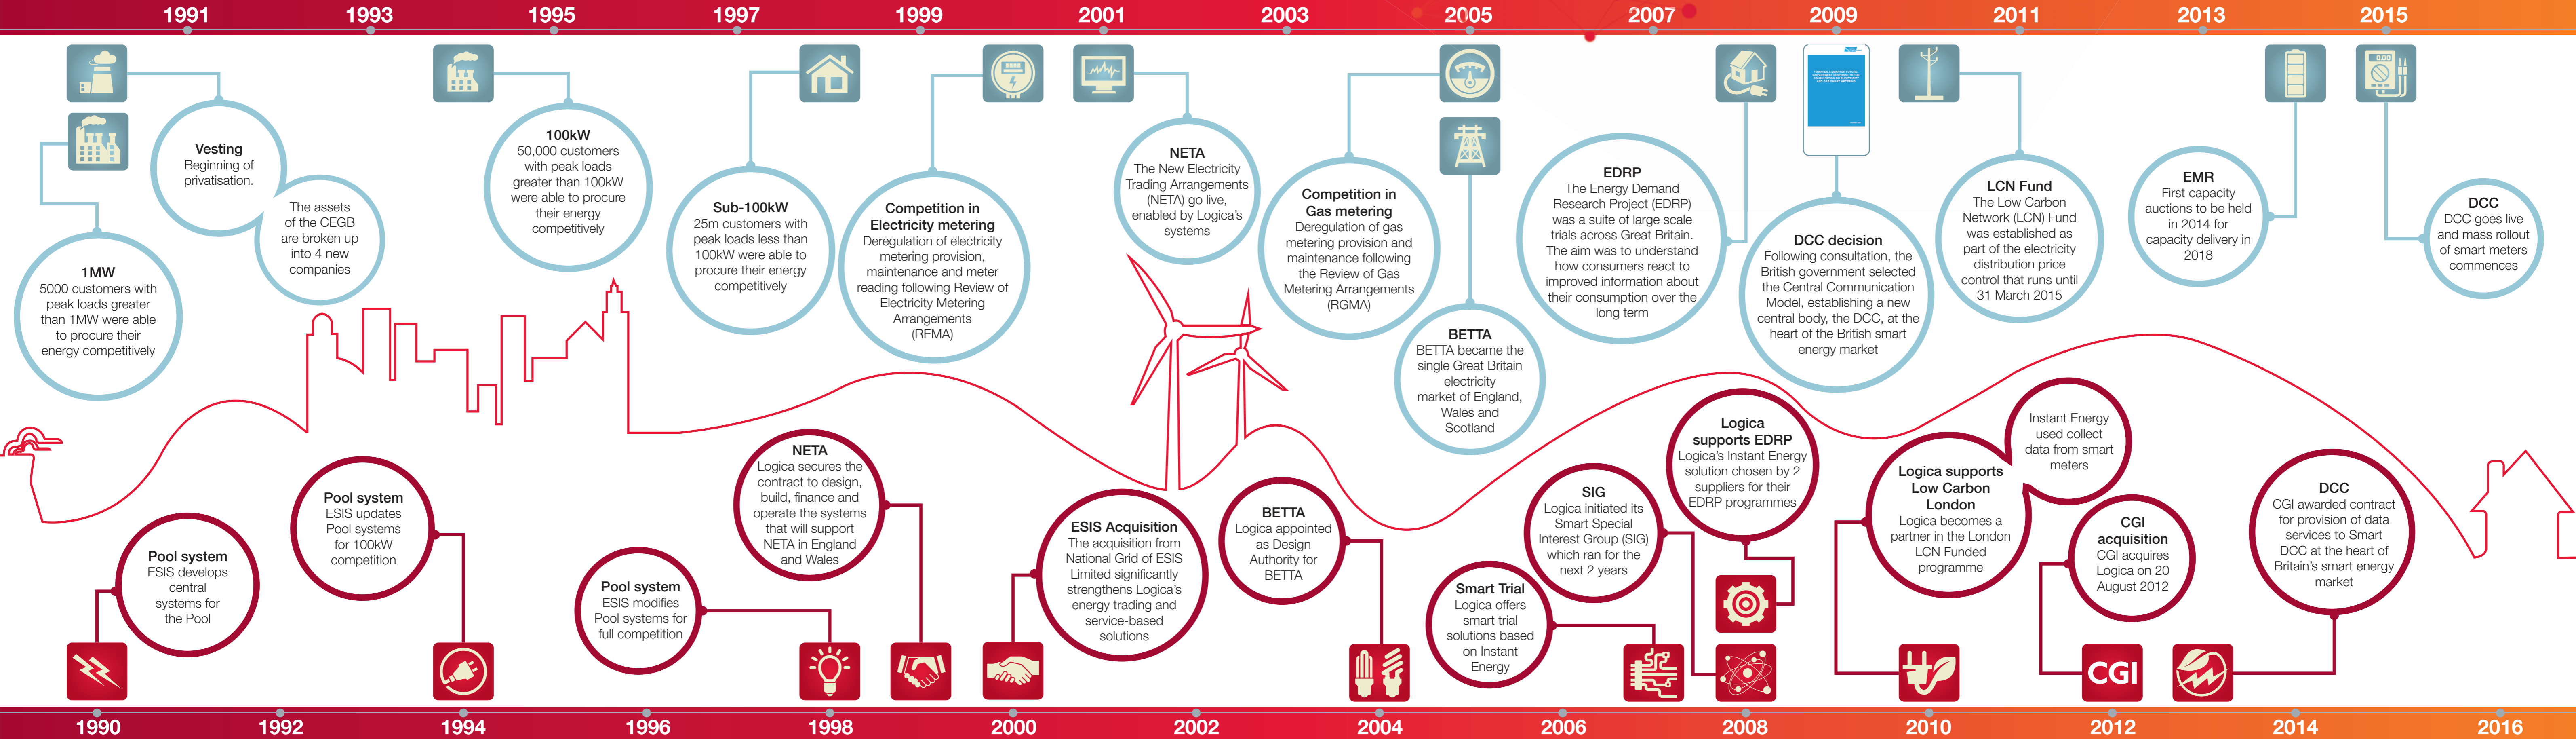 1991
1993
1995
1997
1999
2001
2003
2005
2007
2009
2011
2013
2015
1MW
5000 customers with
peak loads greater
than 1MW were able
to procure their
energy competitively
Vesting
Beginning of
privatisation.
The assets
of the CEGB
are broken up
into 4 new
companies
100kW
50,000 customers
with peak loads
greater than 100kW
were able to procure
their energy
competitively
Sub-100kW
25m customers with
peak loads less than
100kW were able to
procure their energy
competitively
Competition in
Electricity metering
Deregulation of electricity
metering provision,
maintenance and meter
reading following Review of
Electricity Metering
Arrangements
(REMA)
NETA
The New Electricity
Trading Arrangements
(NETA) go live,
enabled by Logica's
systems
Competition in
Gas metering
Deregulation of gas
metering provision and
maintenance following
the Review of Gas
Metering Arrangements
(RGMA)
BETTA
BETTA became the
single Great Britain
electricity
market of England,
Wales and
Scotland
EDRP
The Energy Demand
Research Project (EDRP)
was a suite of large scale
trials across Great Britain.
The aim was to understand
how consumers react to
improved information about
their consumption over the
long term
DCC decision
Following consultation, the
British government selected
the Central Communication
Model, establishing a new
central body, the DCC, at the
heart of the British smart
energy market
LCN Fund
The Low Carbon
Network (LCN) Fund
was established as
part of the electricity
distribution price
control that runs until
31 March 2015
EMR
First capacity
auctions to be held
in 2014 for
capacity delivery in
2018
0.00
DCC
DCC goes live
and mass rollout
of smart meters
commences
Pool system
ESIS develops
central
systems for
the Pool
Pool system
ESIS updates
Pool systems
for 100kW
competition
Pool system
ESIS modifies
Pool systems for
full competition
NETA
Logica secures the
contract to design,
build, finance and
operate the systems
that will support
NETA in England
and Wales
ESIS Acquisition
The acquisition from
National Grid of ESIS
Limited significantly
strengthens Logica's
energy trading and
service-based
solutions
BETTA
Logica appointed
as Design
Authority for
BETTA
Smart Trial
Logica offers
smart trial
solutions based
on Instant
Energy
SIG
Logica initiated its
Smart Special
Interest Group (SIG)
which ran for the
next 2 years
Logica
supports EDRP
Logica's Instant Energy
solution chosen by 2
suppliers for their
EDRP programmes
Logica supports
Low Carbon
London
Logica becomes a
partner in the London
LCN Funded
programme
Instant Energy
used collect
data from smart
meters
CGI
acquisition
CGI acquires
Logica on 20
August 2012
CGI
DCC
CGI awarded contract
for provision of data
services to Smart
DCC at the heart of
Britain's smart energy
market
1990
1992
1994
1996
1998
2000
2002
2004
2006
2008
2010
2012
2014
2016